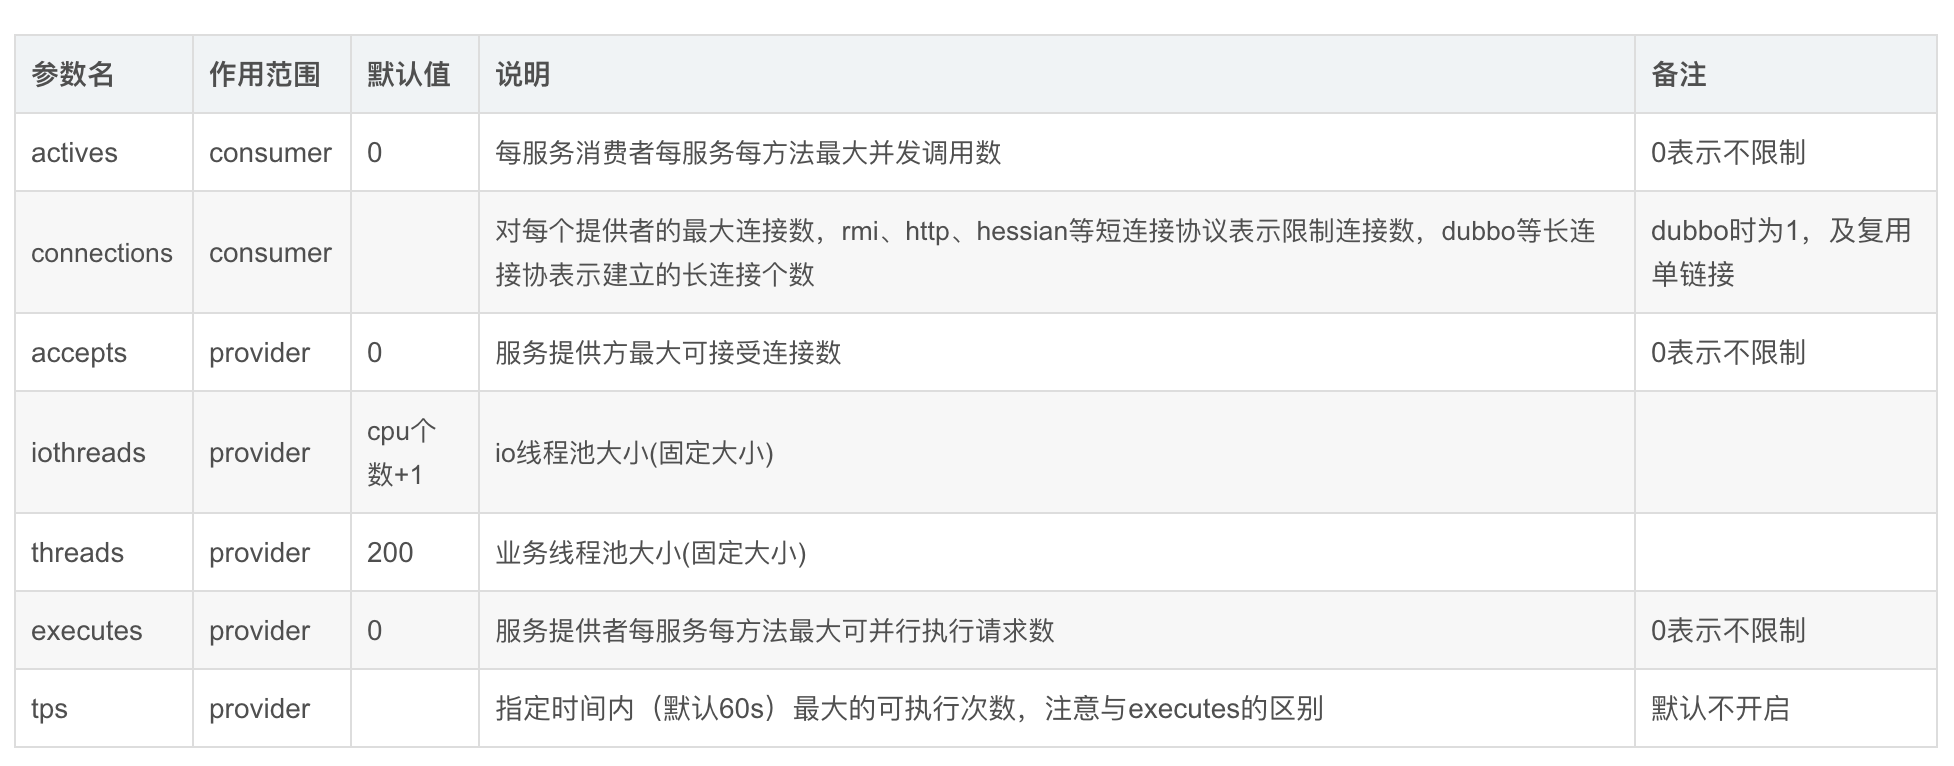 参数名 作用范围 默认值 说明 备注
actives consumer 0 每服务消费者每服务每方法最大并发调用数 0表示不限制
connections consumer 对每个提供者的最大连接数，rmi、http、hessian等短连接协议表示限制连接数，dubbo等长连
接协表示建立的长连接个数
dubbo时为1，及复用
单链接
accepts provider 0 服务提供方最大可接受连接数 0表示不限制
iothreads provider cpu个
数+1
io线程池大小(固定大小)
threads provider 200 业务线程池大小(固定大小)
executes provider 0 服务提供者每服务每方法最大可并行执行请求数 0表示不限制
tps provider 指定时间内（默认60s）最大的可执行次数，注意与executes的区别 默认不开启